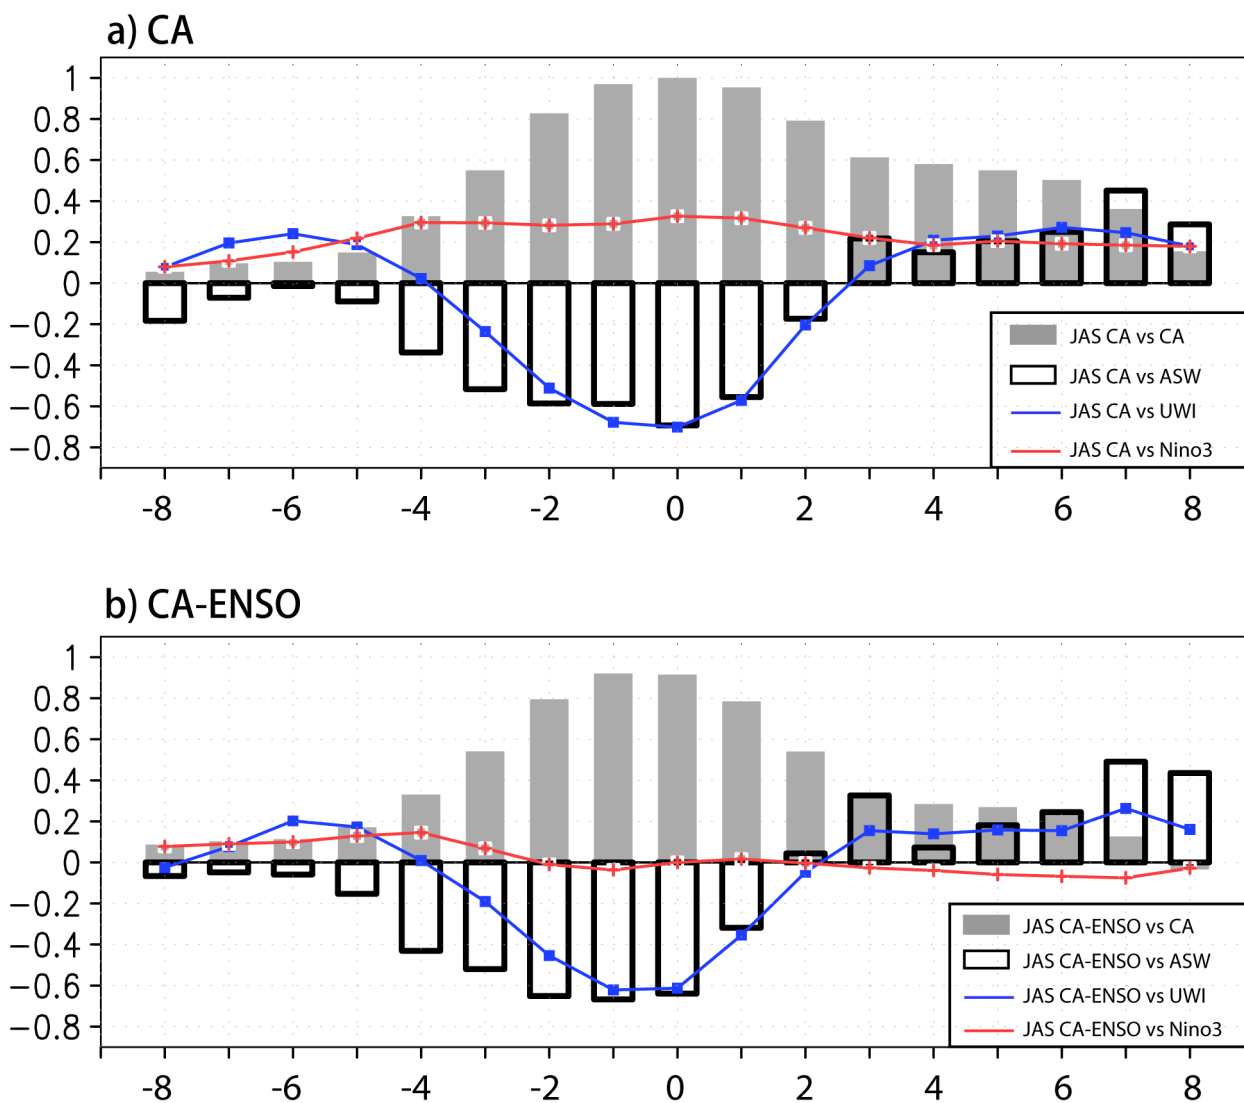 a) CA
1
0.8
0.6
0.4
0.2
0
−0.2
−0.4
−0.6
−0.8
JAS CA vs CA
JAS CA vs ASW
JAS CA vs UWI
JAS CA vs Nino3
-8 -6 -4 -2 0 2 4 6 8
b) CA-ENSO
1
0.8
0.6
0.4
0.2
0
−0.2
−0.4
−0.6
−0.8
JAS CA-ENSO vs CA
JAS CA-ENSO vs ASW
JAS CA-ENSO vs UWI
JAS CA-ENSO vs Nino3
-8 -6 -4 -2 0 2 4 6 8